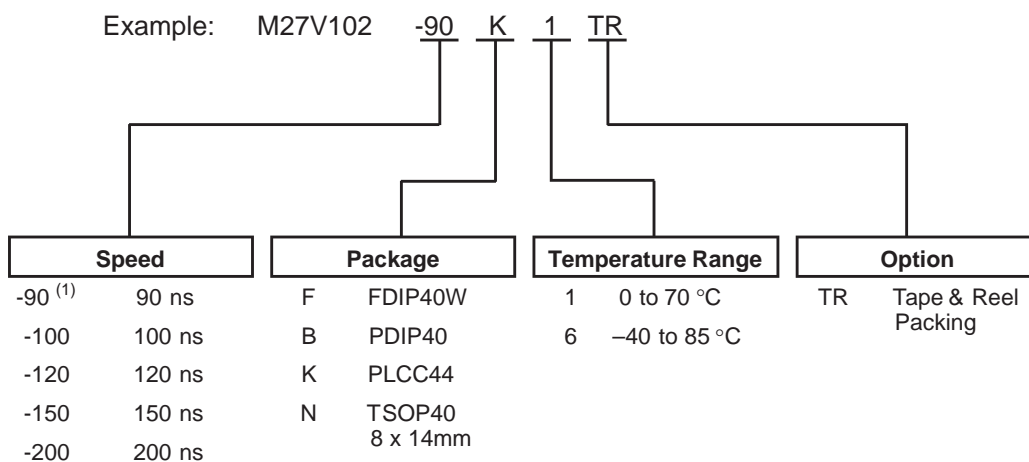 Example: M27V102 -90 K 1 TR
Speed
-90 (1) 90 ns
-100 100 ns
-120 120 ns
-150 150 ns
-200 200 ns
Package
F FDIP40W
B PDIP40
K PLCC44
N TSOP40
8 x 14mm
Temperature Range
1 0 to 70 °C
6 –40 to 85 °C
Option
TR Tape & Reel
Packing